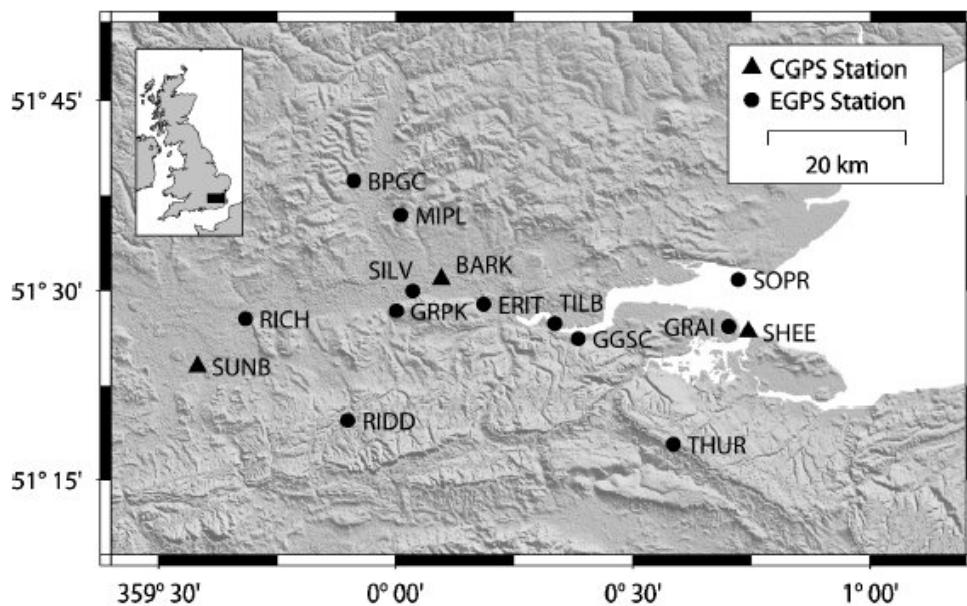 CGPS Station
EGPS Station
20 km
51° 45'
51° 30'
51° 15'
BPGC
MIPL
SILV
BARK
GRPK
ERIT
TILB
GGSC
SOPR
GRAI
SHEE
RICH
SUNB
RIDD
THUR
359° 30'
0° 00'
0° 30'
1° 00'